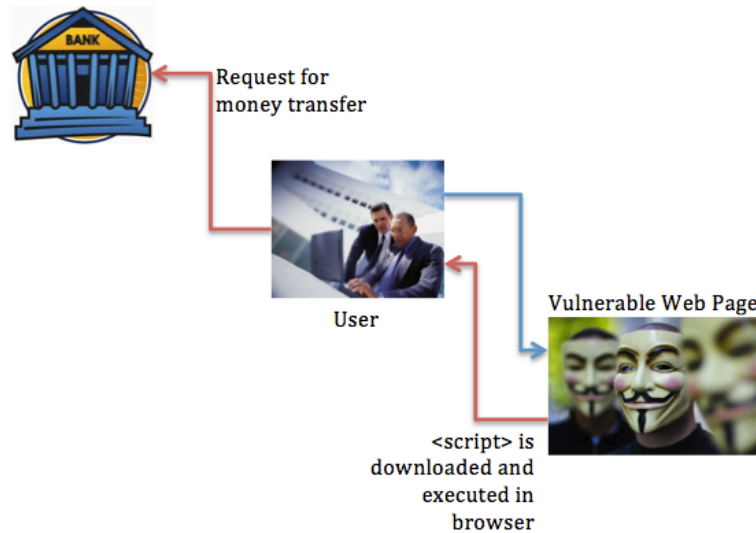 BANK
Request for
money transfer
User
Vulnerable Web Page
<script> is
downloaded and
executed in
browser